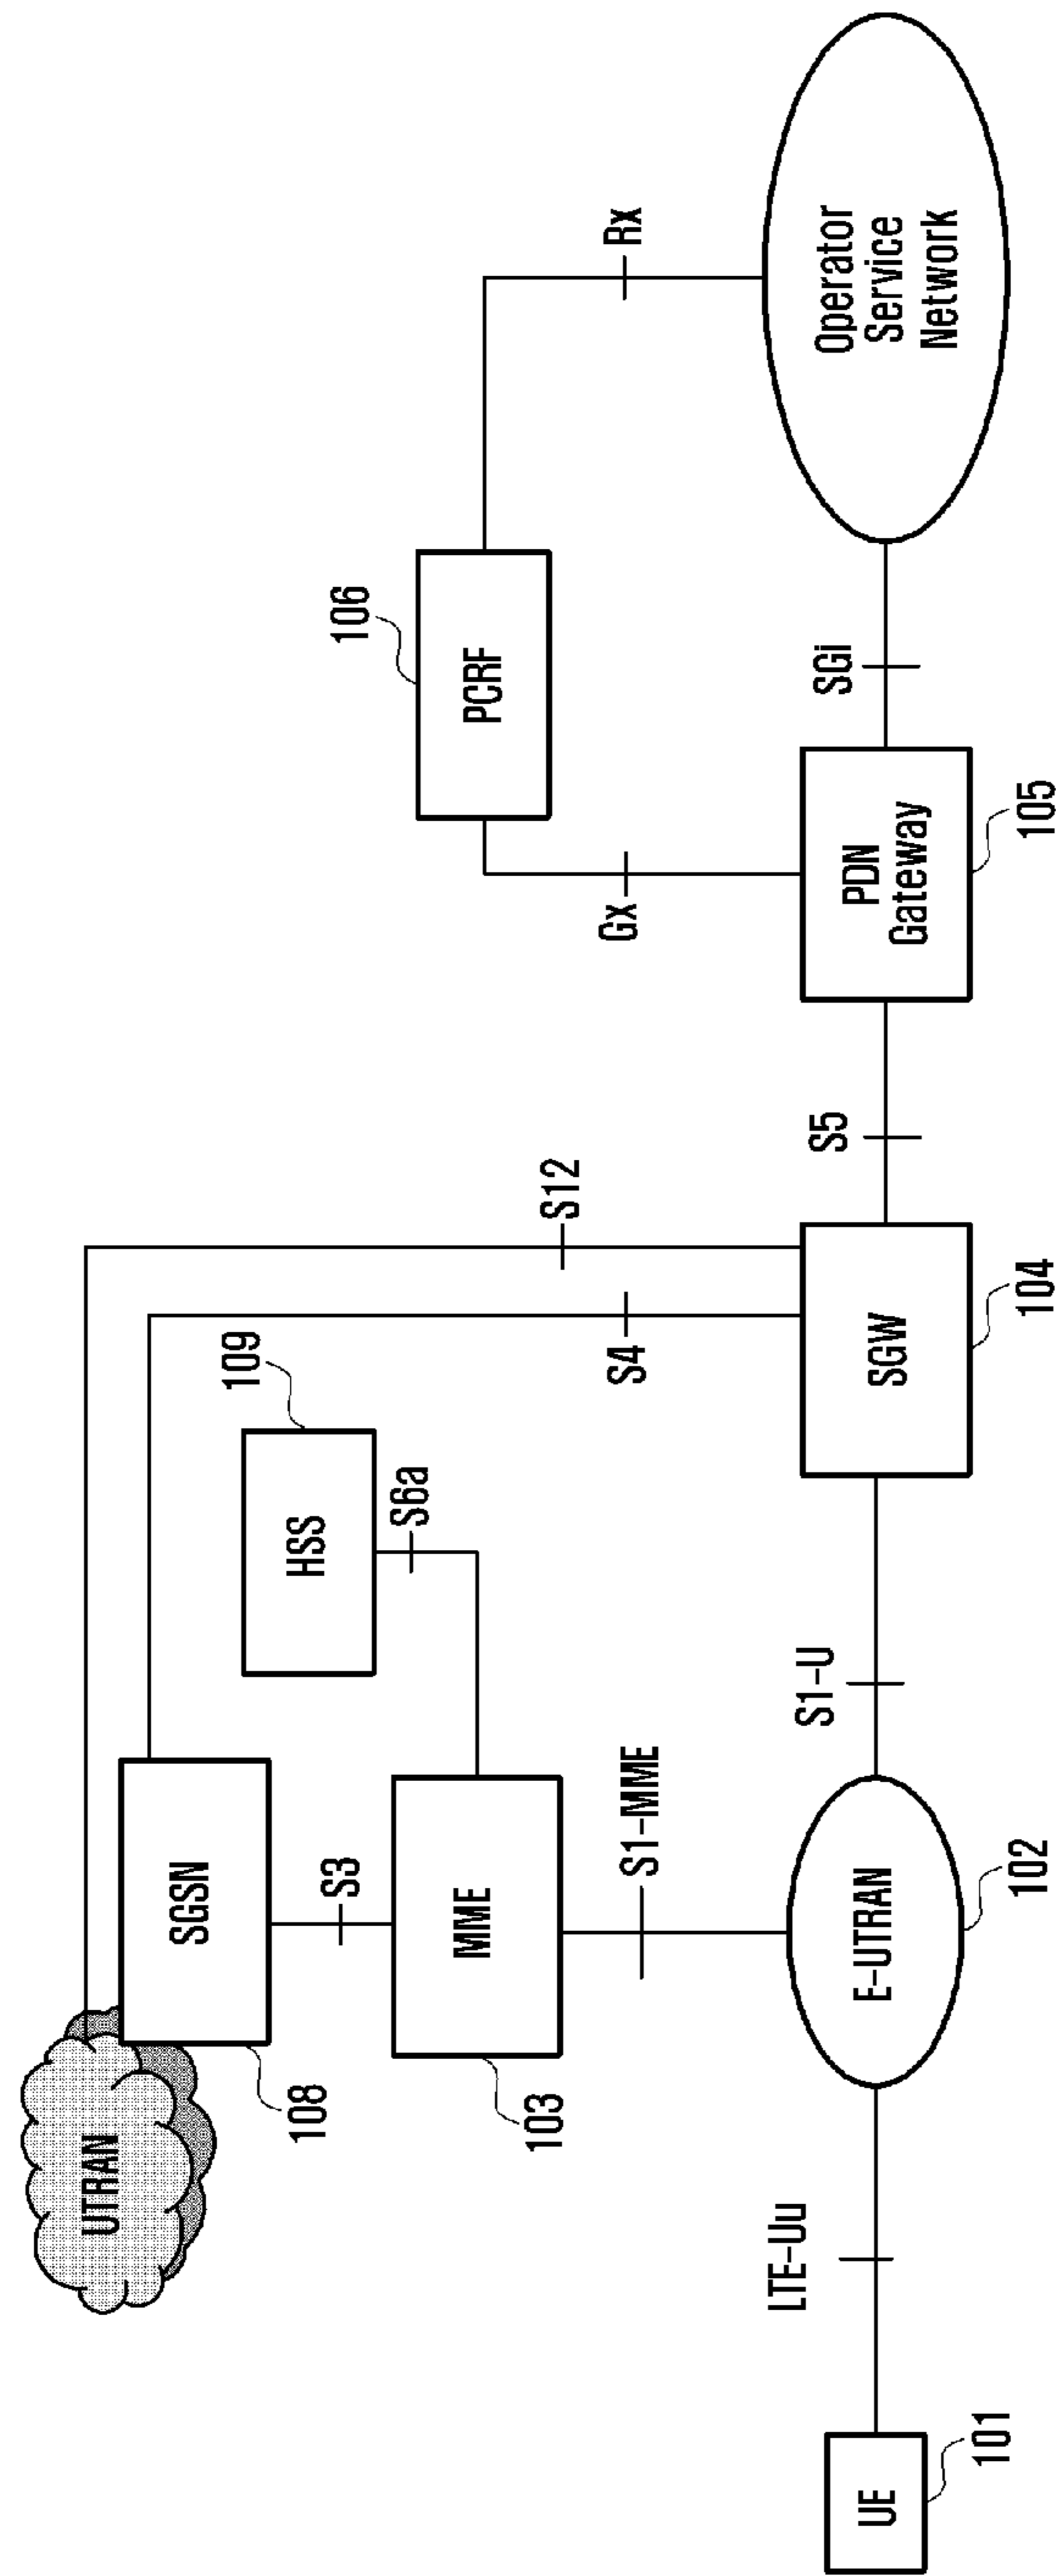 UTRAN
SGSN
108
S3
HSS
109
S6a
MME
103
S1-MME
S4
S12
PCRF
106
Gx
Rx
UE
101
LTE-Uu
E-UTRAN
102
S1-U
SGW
104
S5
PDN
Gateway
105
SGi
Operator
Service
Network